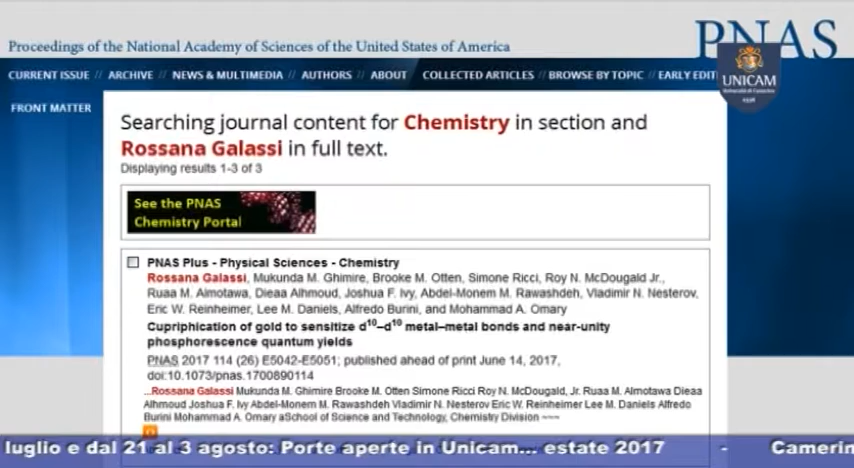 PNAS
Proceedings of the National Academy of Sciences of the United States of America
CURRENT ISSUE // ARCHIVE // NEWS & MULTIMEDIA // AUTHORS // ABOUT COLLECTED ARTICLES // BROWSE BY TOPIC // EARLY EDIT
UNICAM
FRONT MATTER
Searching journal content for Chemistry in section and
Rossana Galassi in full text.
Displaying results 1-3 of 3
See the PNAS
Chemistry Portal
PNAS Plus - Physical Sciences - Chemistry
Rossana Galassi, Mukunda M. Ghimire, Brooke M. Otten, Simone Ricci, Roy N. McDougald Jr.,
Ruaa M. Almotawa, Dieaa Alhmoud, Joshua F. Ivy, Abdel-Monem M. Rawashdeh, Vladimir N. Nesterov,
Eric W. Reinheimer, Lee M. Daniels, Alfredo Burini, and Mohammad A. Omary
Cupriphication of gold to sensitize d10–d10 metal–metal bonds and near-unity
phosphorescence quantum yields
PNAS 2017 114 (26) E5042-E5051; published ahead of print June 14, 2017,
doi:10.1073/pnas.1700890114
...Rossana Galassi Mukunda M. Ghimire Brooke M. Otten Simone Ricci Roy N. McDougald, Jr. Ruaa M. Almotawa Dieaa
Alhmoud Joshua F. Ivy Abdel-Monem M. Rawashdeh Vladimir N. Nesterov Eric W. Reinheimer Lee M. Daniels Alfredo
Burini Mohammad A. Omary aSchool of Science and Technology, Chemistry Division ~~~
luglio e dal 21 al 3 agosto: Porte aperte in Unicam... estate 2017 - Camerin